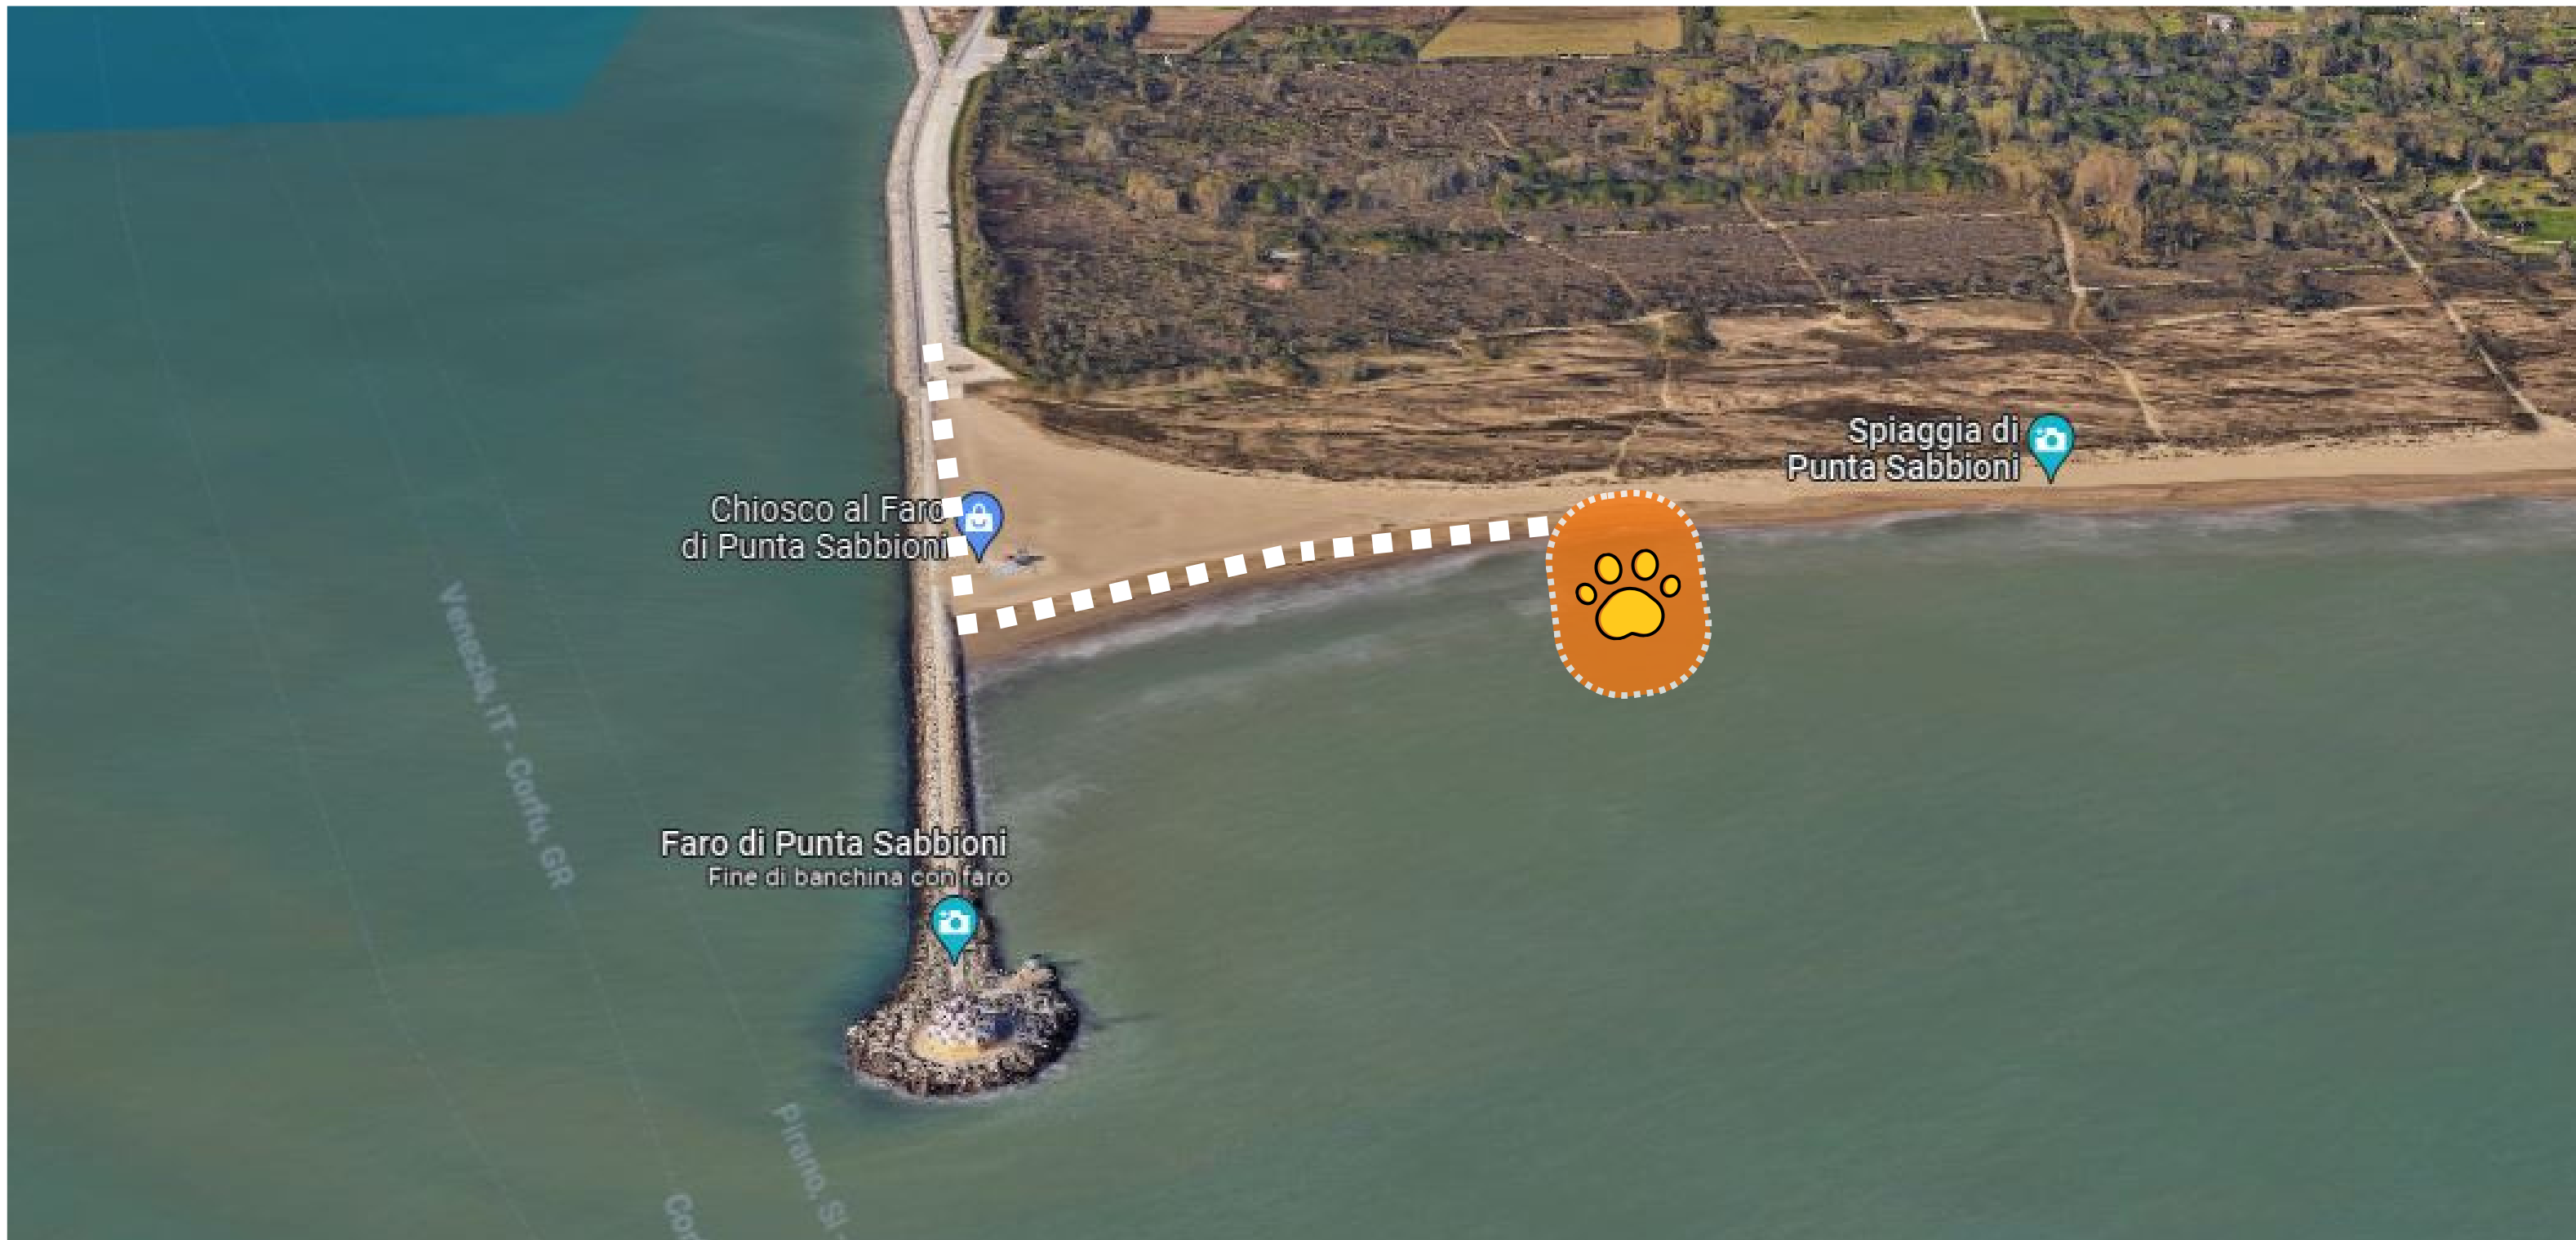 Spiaggia di
Punta Sabbioni
Chiosco al Faro
di Punta Sabbioni
Venezia, IT - Corfu, GR
Faro di Punta Sabbioni
Fine di banchina con faro
Pirano, SI -